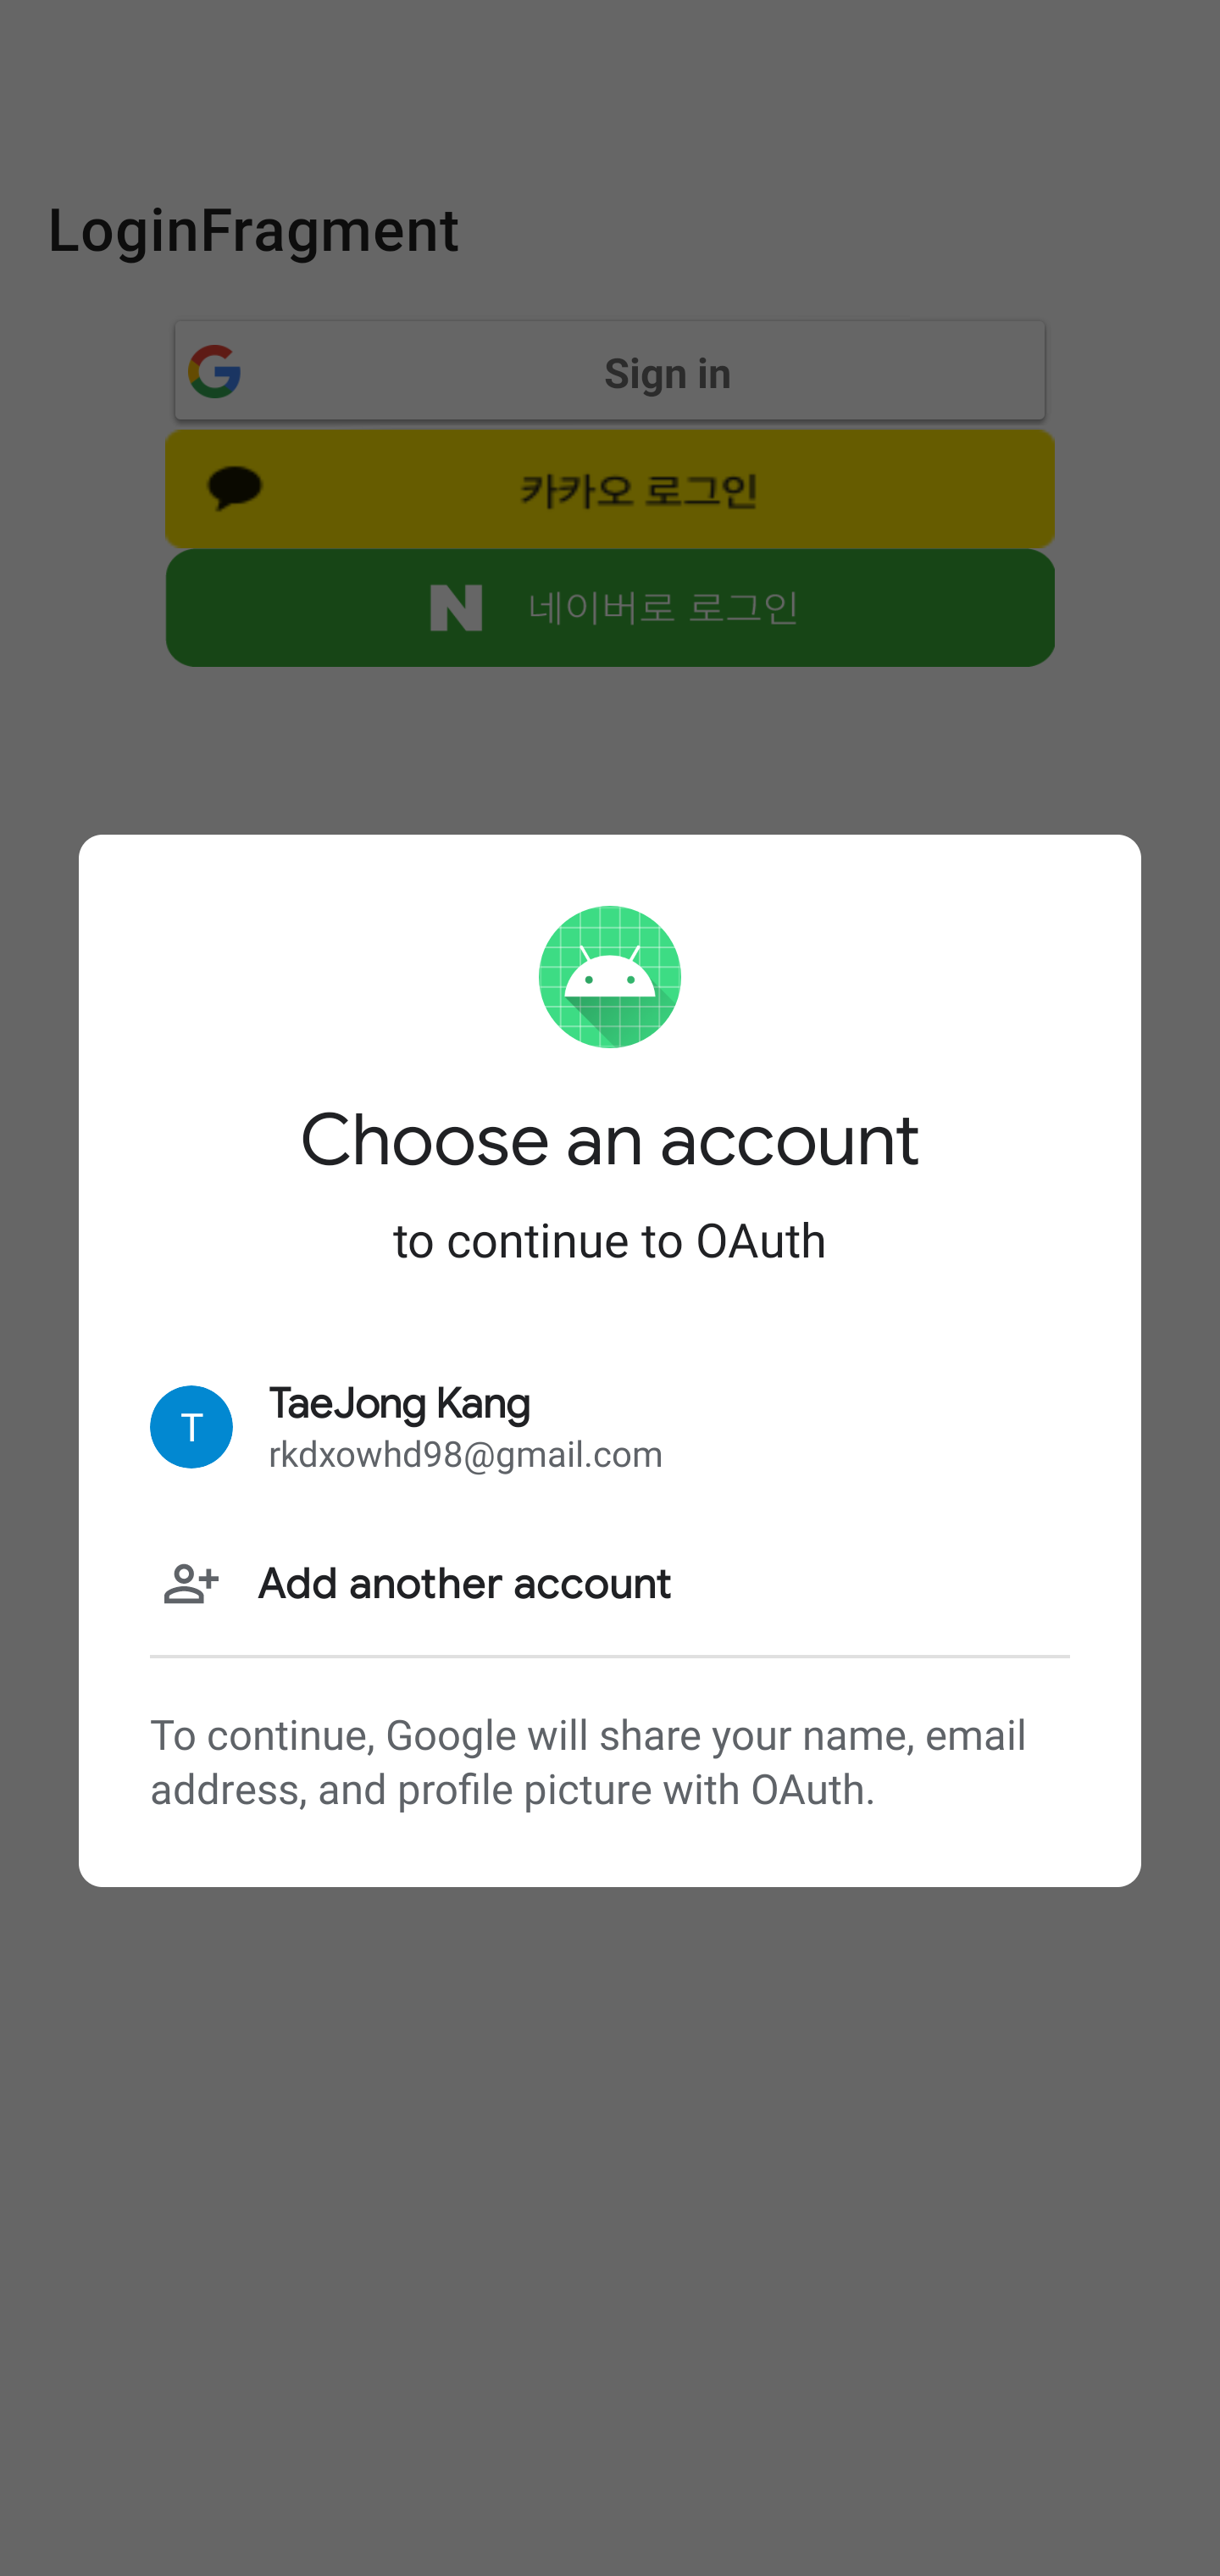 LoginFragment
Sign in
카카오 로그인
네이버로 로그인
Choose an account
to continue to OAuth
T
TaeJong Kang
rkdxowhd98@gmail.com
Add another account
To continue, Google will share your name, email
address, and profile picture with OAuth.